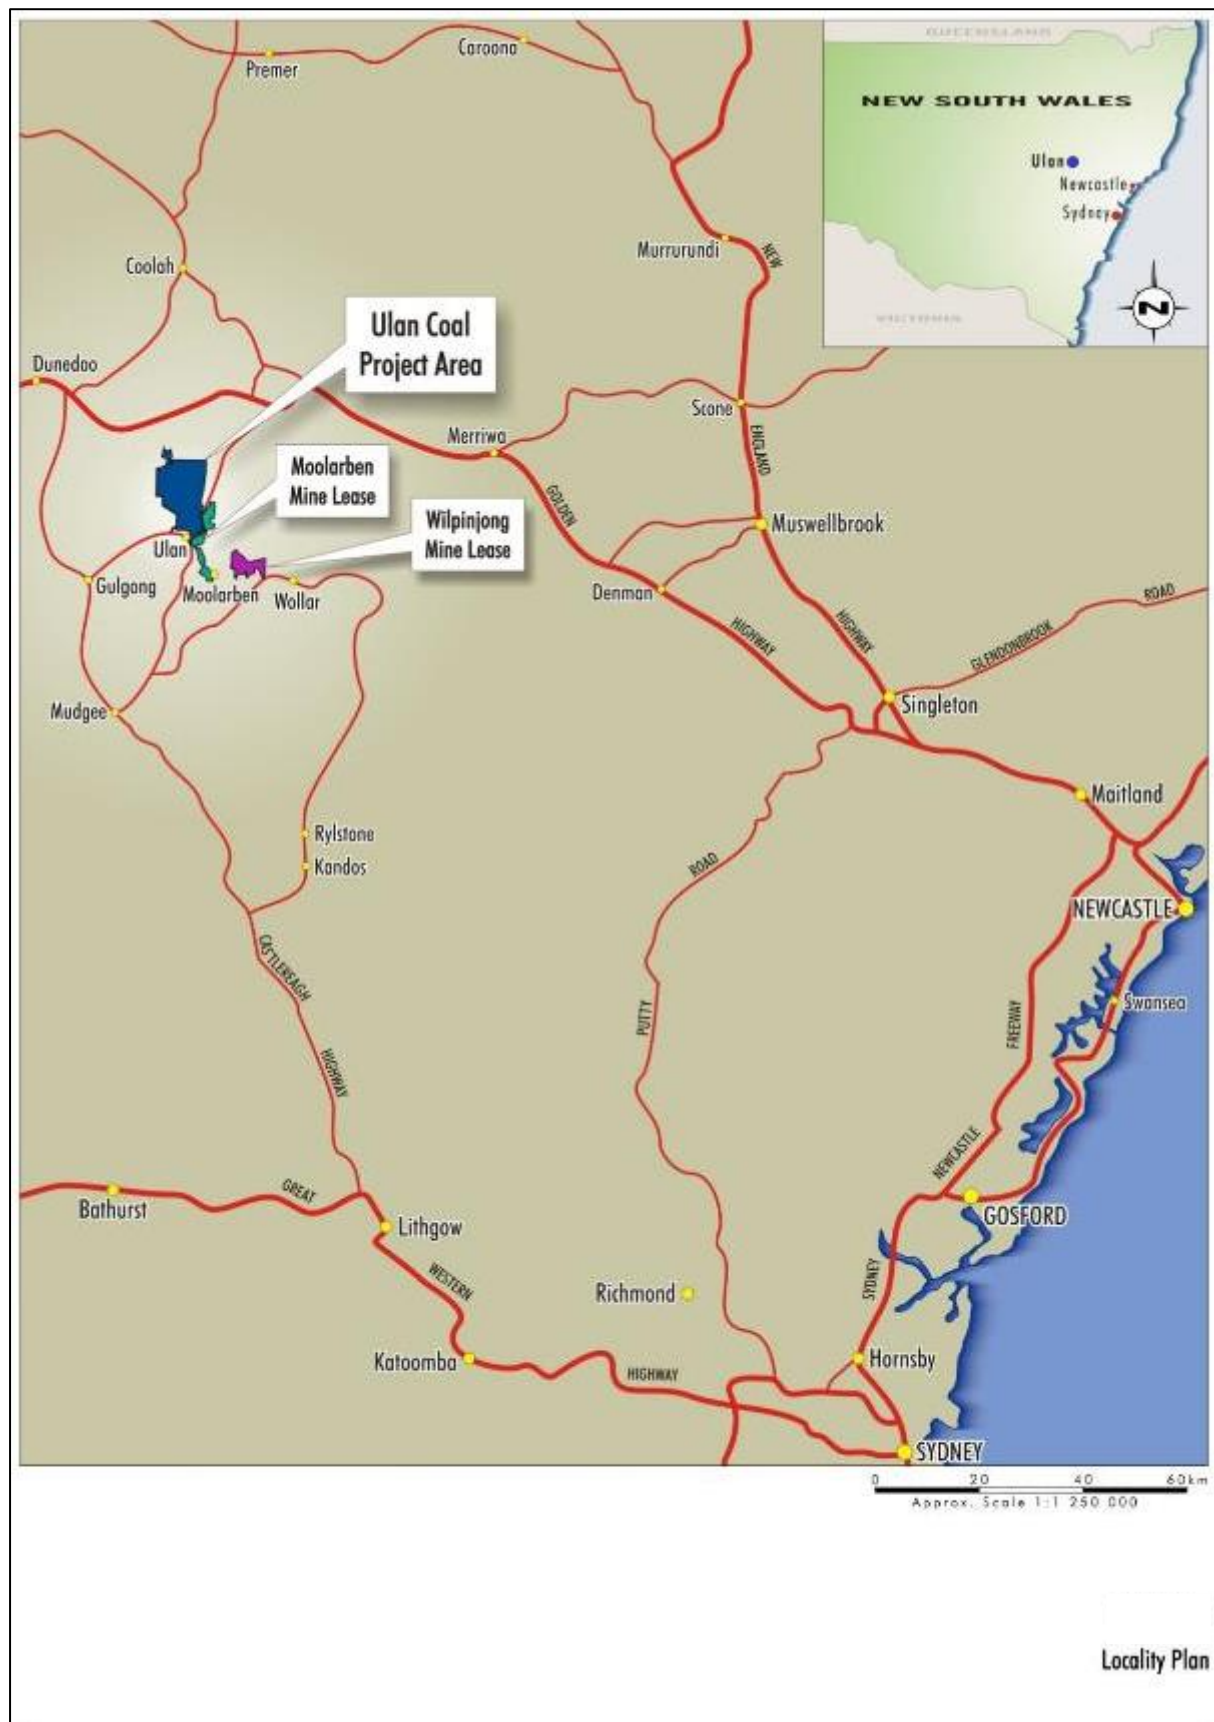 Premer
Caroona
QUEENSLAND
NEW SOUTH WALES
Ulan
Newcastle
Sydney
VICTORIA
N
Coolah
Murrurundi
NEW
Ulan Coal
Project Area
Dunedoo
Scone
Merriwa
ENGLAND
Moolarben
Mine Lease
GOLDEN
Wilpinjong
Mine Lease
Muswellbrook
Ulan
Gulgong
Moolarben
Wollar
Denman
HIGHWAY
HIGHWAY
GLENDONBROOK
ROAD
Singleton
Mudgee
Maitland
Rylstone
Kandos
ROAD
NEWCASTLE
CASTLEREAGH
HIGHWAY
PUTTY
FREEWAY
Swansea
NEWCASTLE
SYDNEY
GREAT
Bathurst
Lithgow
GOSFORD
WESTERN
Richmond
Katoomba
HIGHWAY
Hornsby
SYDNEY
0 20 40 60km
Approx. Scale 1:1 250 000
Locality Plan